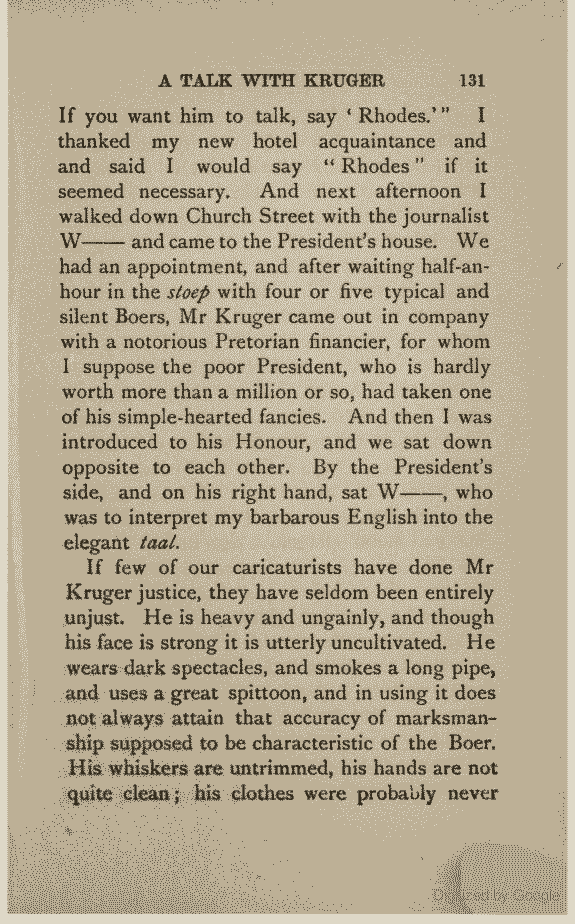 A TALK WITH KRUGER 131
If you want him to talk, say ‘Rhodes.’” I
thanked my new hotel acquaintance and
and said I would say “Rhodes” if it
seemed necessary. And next afternoon I
walked down Church Street with the journalist
W—— and came to the President's house. We
had an appointment, and after waiting half-an-
hour in the stoep with four or five typical and
silent Boers, Mr Kruger came out in company
with a notorious Pretorian financier, for whom
I suppose the poor President, who is hardly
worth more than a million or so, had taken one
of his simple-hearted fancies. And then I was
introduced to his Honour, and we sat down
opposite to each other. By the President's
side, and on his right hand, sat W——, who
was to interpret my barbarous English into the
elegant taal.
If few of our caricaturists have done Mr
Kruger justice, they have seldom been entirely
unjust. He is heavy and ungainly, and though
his face is strong it is utterly uncultivated. He
wears dark spectacles, and smokes a long pipe,
and uses a great spittoon, and in using it does
not always attain that accuracy of marksman-
ship supposed to be characteristic of the Boer.
His whiskers are untrimmed, his hands are not
quite clean; his clothes were probably never
Digitized by Google